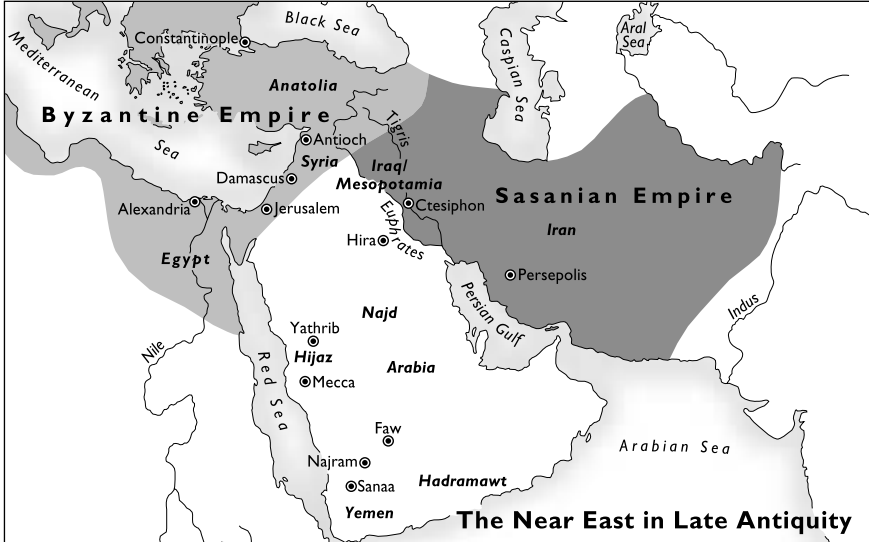 Black Sea
Constantinople
Aral
Sea
Caspian Sea
Mediterranean
Sea
Anatolia
Byzantine Empire
Tigris
Antioch
Syria
Iraq/
Mesopotamia
Damascus
Sasanian Empire
Alexandria
Jerusalem
Ctesiphon
Euphrates
Iran
Hira
Egypt
Persepolis
Persian Gulf
Indus
Najd
Yathrib
Nile
Hijaz
Red Sea
Arabia
Mecca
Faw
Arabian Sea
Najram
Hadramawt
Sanaa
Yemen
The Near East in Late Antiquity